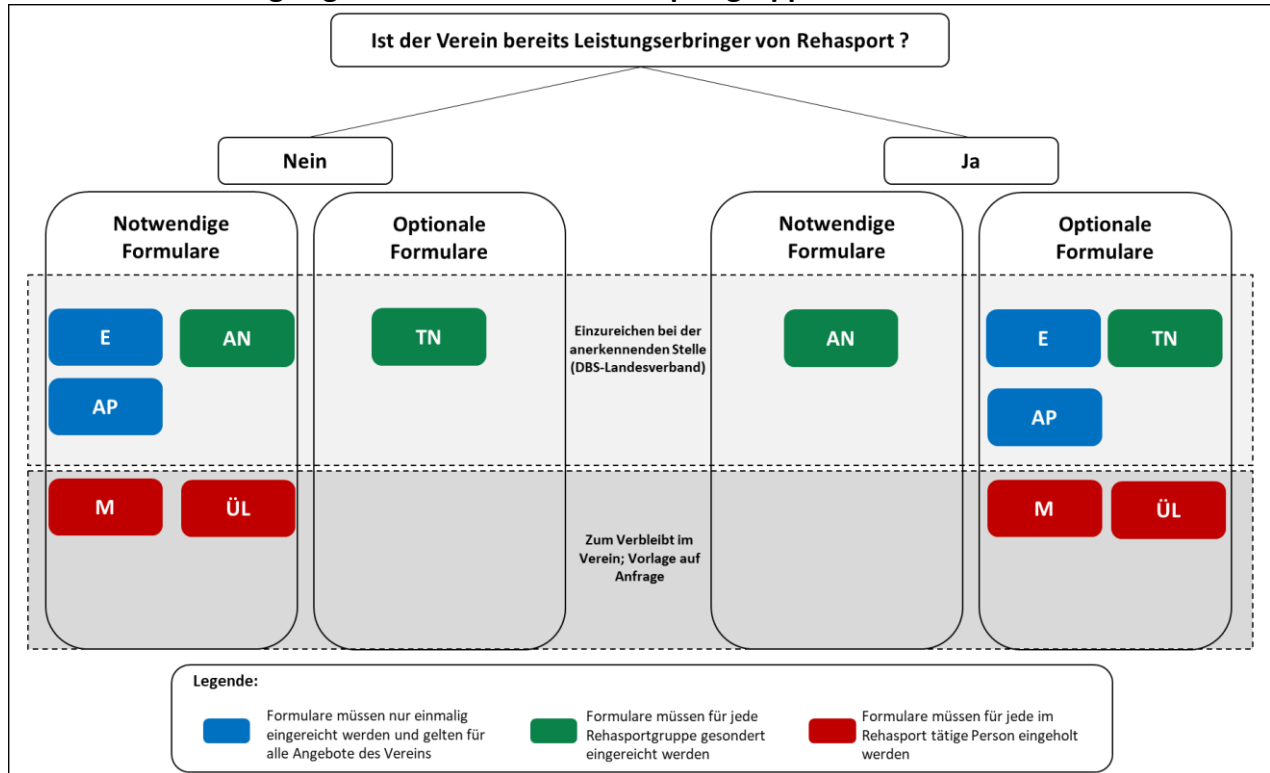 Ist der Verein bereits Leistungserbringer von Rehasport ?
Nein
Ja
Notwendige
Formulare
Optionale
Formulare
Notwendige
Formulare
Optionale
Formulare
E
AN
TN
Einzureichen bei der
anerkennenden Stelle
(DBS-Landesverband)
AN
E
TN
AP
AP
M
ÜL
Zum Verbleibt im
Verein; Vorlage auf
Anfrage
M
ÜL
Legende:
Formulare müssen nur einmalig
eingereicht werden und gelten für
alle Angebote des Vereins
Formulare müssen für jede
Rehasportgruppe gesondert
eingereicht werden
Formulare müssen für jede im
Rehasport tätige Person eingeholt
werden